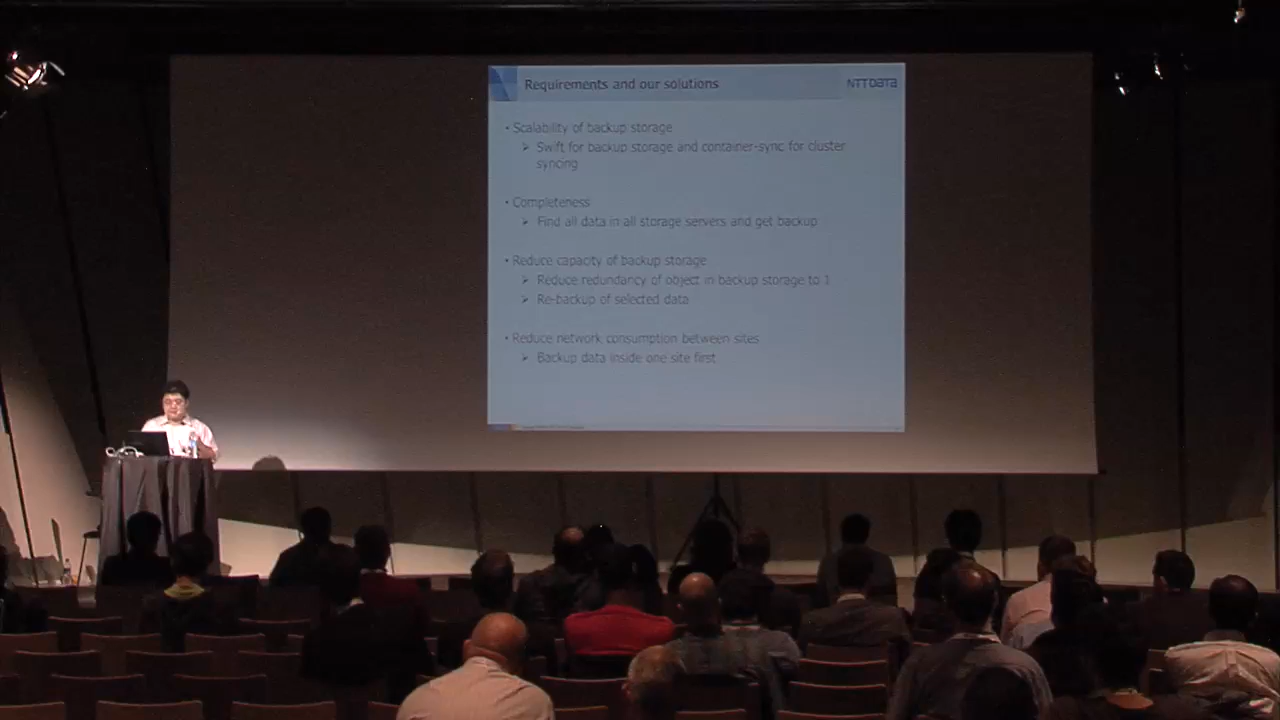 Requirements and our solutions
NTTDATA
• Scalability of backup storage
➢ Swift for backup storage and container-sync for cluster
syncing
• Completeness
➢ Find all data in all storage servers and get backup
• Reduce capacity of backup storage
➢ Reduce redundancy of object in backup storage to 1
➢ Re-backup of selected data
• Reduce network consumption between sites
➢ Backup data inside one site first